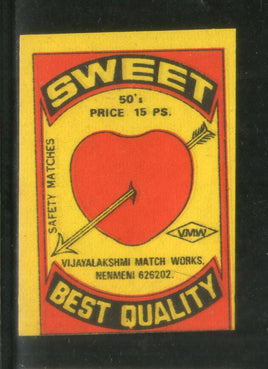 SWEET
50's
PRICE 15 PS.
SAFETY MATCHES
VMW
VIJAYALAKSHMI MATCH WORKS.
NENMENI 626202.
BEST QUALITY